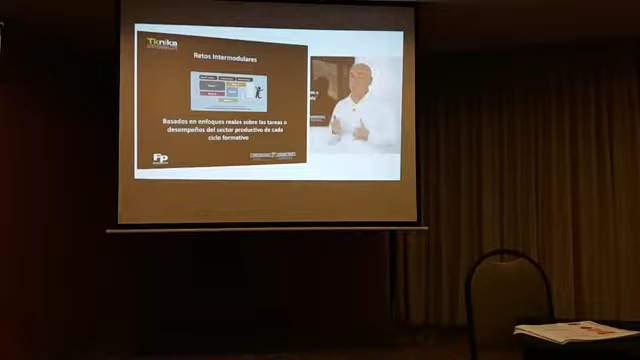 Tknika
Retos Intermodulares
Basados en enfoques reales sobre las tareas o
desempeños del sector productivo de cada
ciclo formativo
Fp